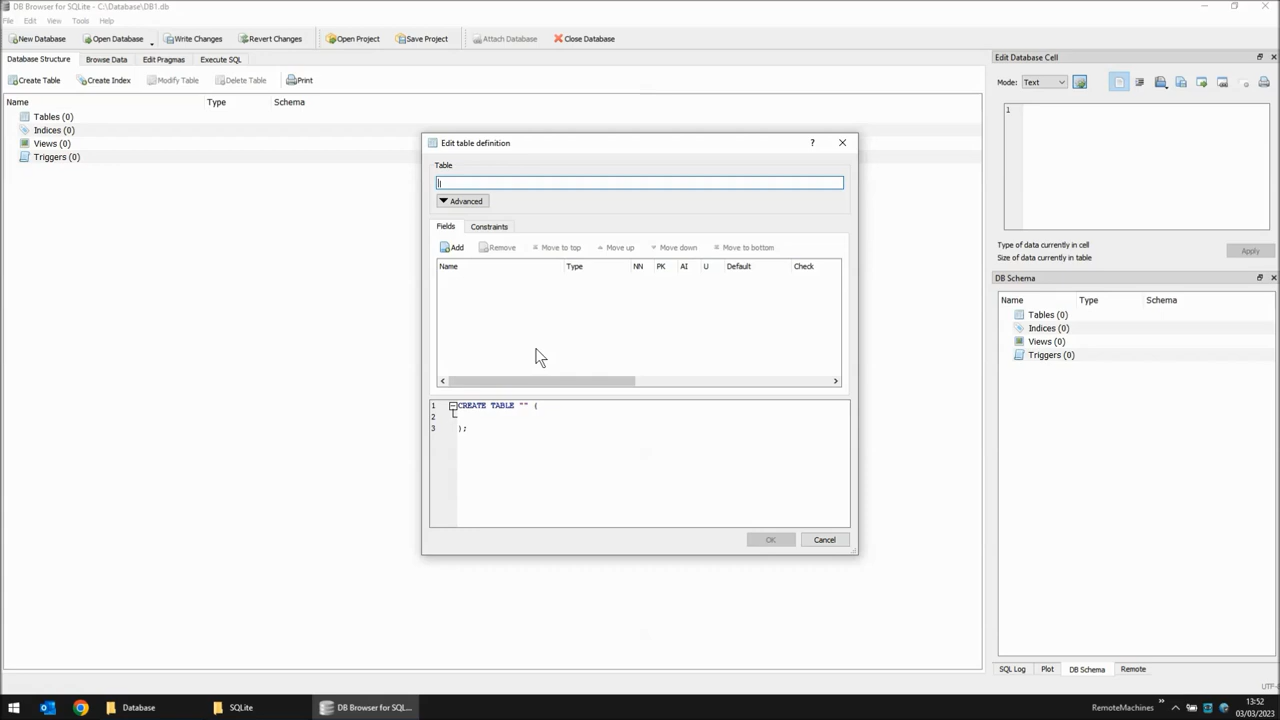 DB Browser for SQLite - C:\Database\DB1.db
File Edit View Tools Help
New Database Open Database Write Changes Revert Changes Open Project Save Project Attach Database Close Database
Database Structure Browse Data Edit Pragmas Execute SQL
Create Table Create Index Modify Table Delete Table Print
Name Type Schema
Tables (0)
Indices (0)
Views (0)
Triggers (0)
Edit table definition
Table
Advanced
Fields Constraints
Add Remove Move to top Move up Move down Move to bottom
Name Type NN PK AI U Default Check
1 CREATE TABLE "" (
2
3 );
OK Cancel
Edit Database Cell
Mode: Text
1
Type of data currently in cell
Size of data currently in table
Apply
DB Schema
Name Type Schema
Tables (0)
Indices (0)
Views (0)
Triggers (0)
SQL Log Plot DB Schema Remote
Database SQLite DB Browser for SQL... RemoteMachines
13:52
03/03/2023